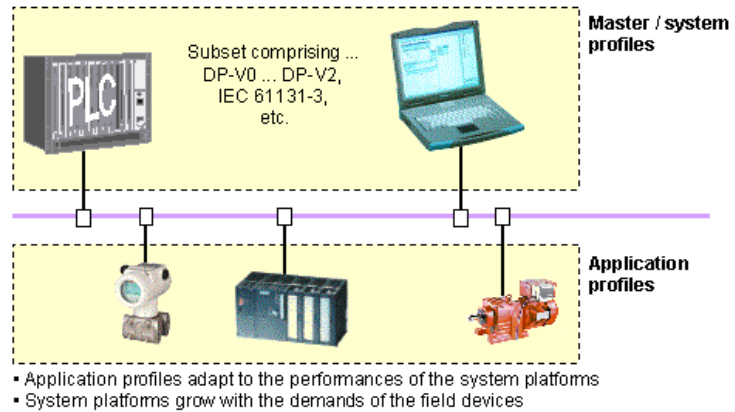 Master / system
profiles
PLC
Subset comprising ...
DP-V0 ... DP-V2,
IEC 61131-3,
etc.
Application
profiles
▪ Application profiles adapt to the performances of the system platforms
▪ System platforms grow with the demands of the field devices